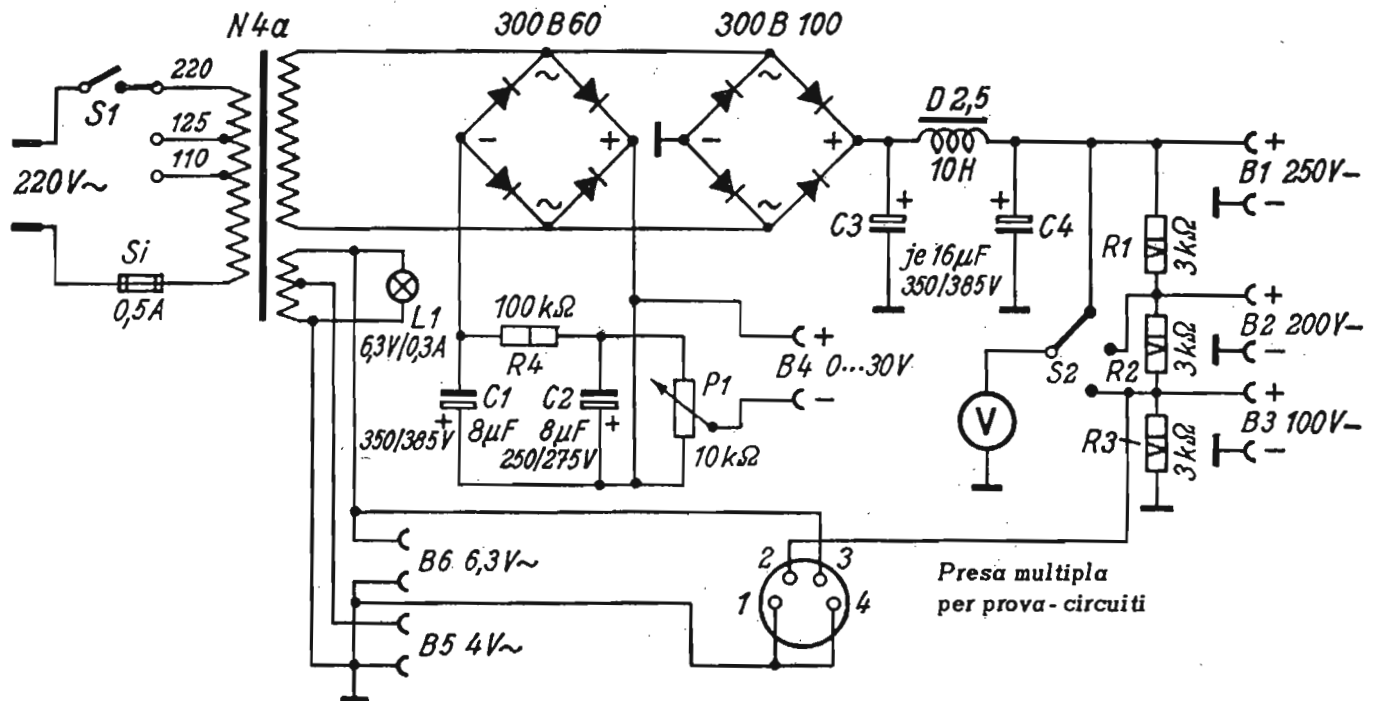 N4a
300B60
300B100
220
S1
125
110
220V~
Si
0,5A
~
~
-
+
~
~
-
+
D2,5
10H
+
C3
+
C4
je 16µF
350/385V
+
B1 250V–
–
R1
3kΩ
+
B2 200V–
–
R2
3kΩ
+
B3 100V–
–
R3
3kΩ
S2
V
L1
6,3V/0,3A
100kΩ
R4
C1
8µF
+
350/385V
C2
8µF
+
250/275V
P1
10kΩ
+
B4 0...30V
–
B6 6,3V~
B5 4V~
2
3
1
4
Presa multipla
per prova-circuiti